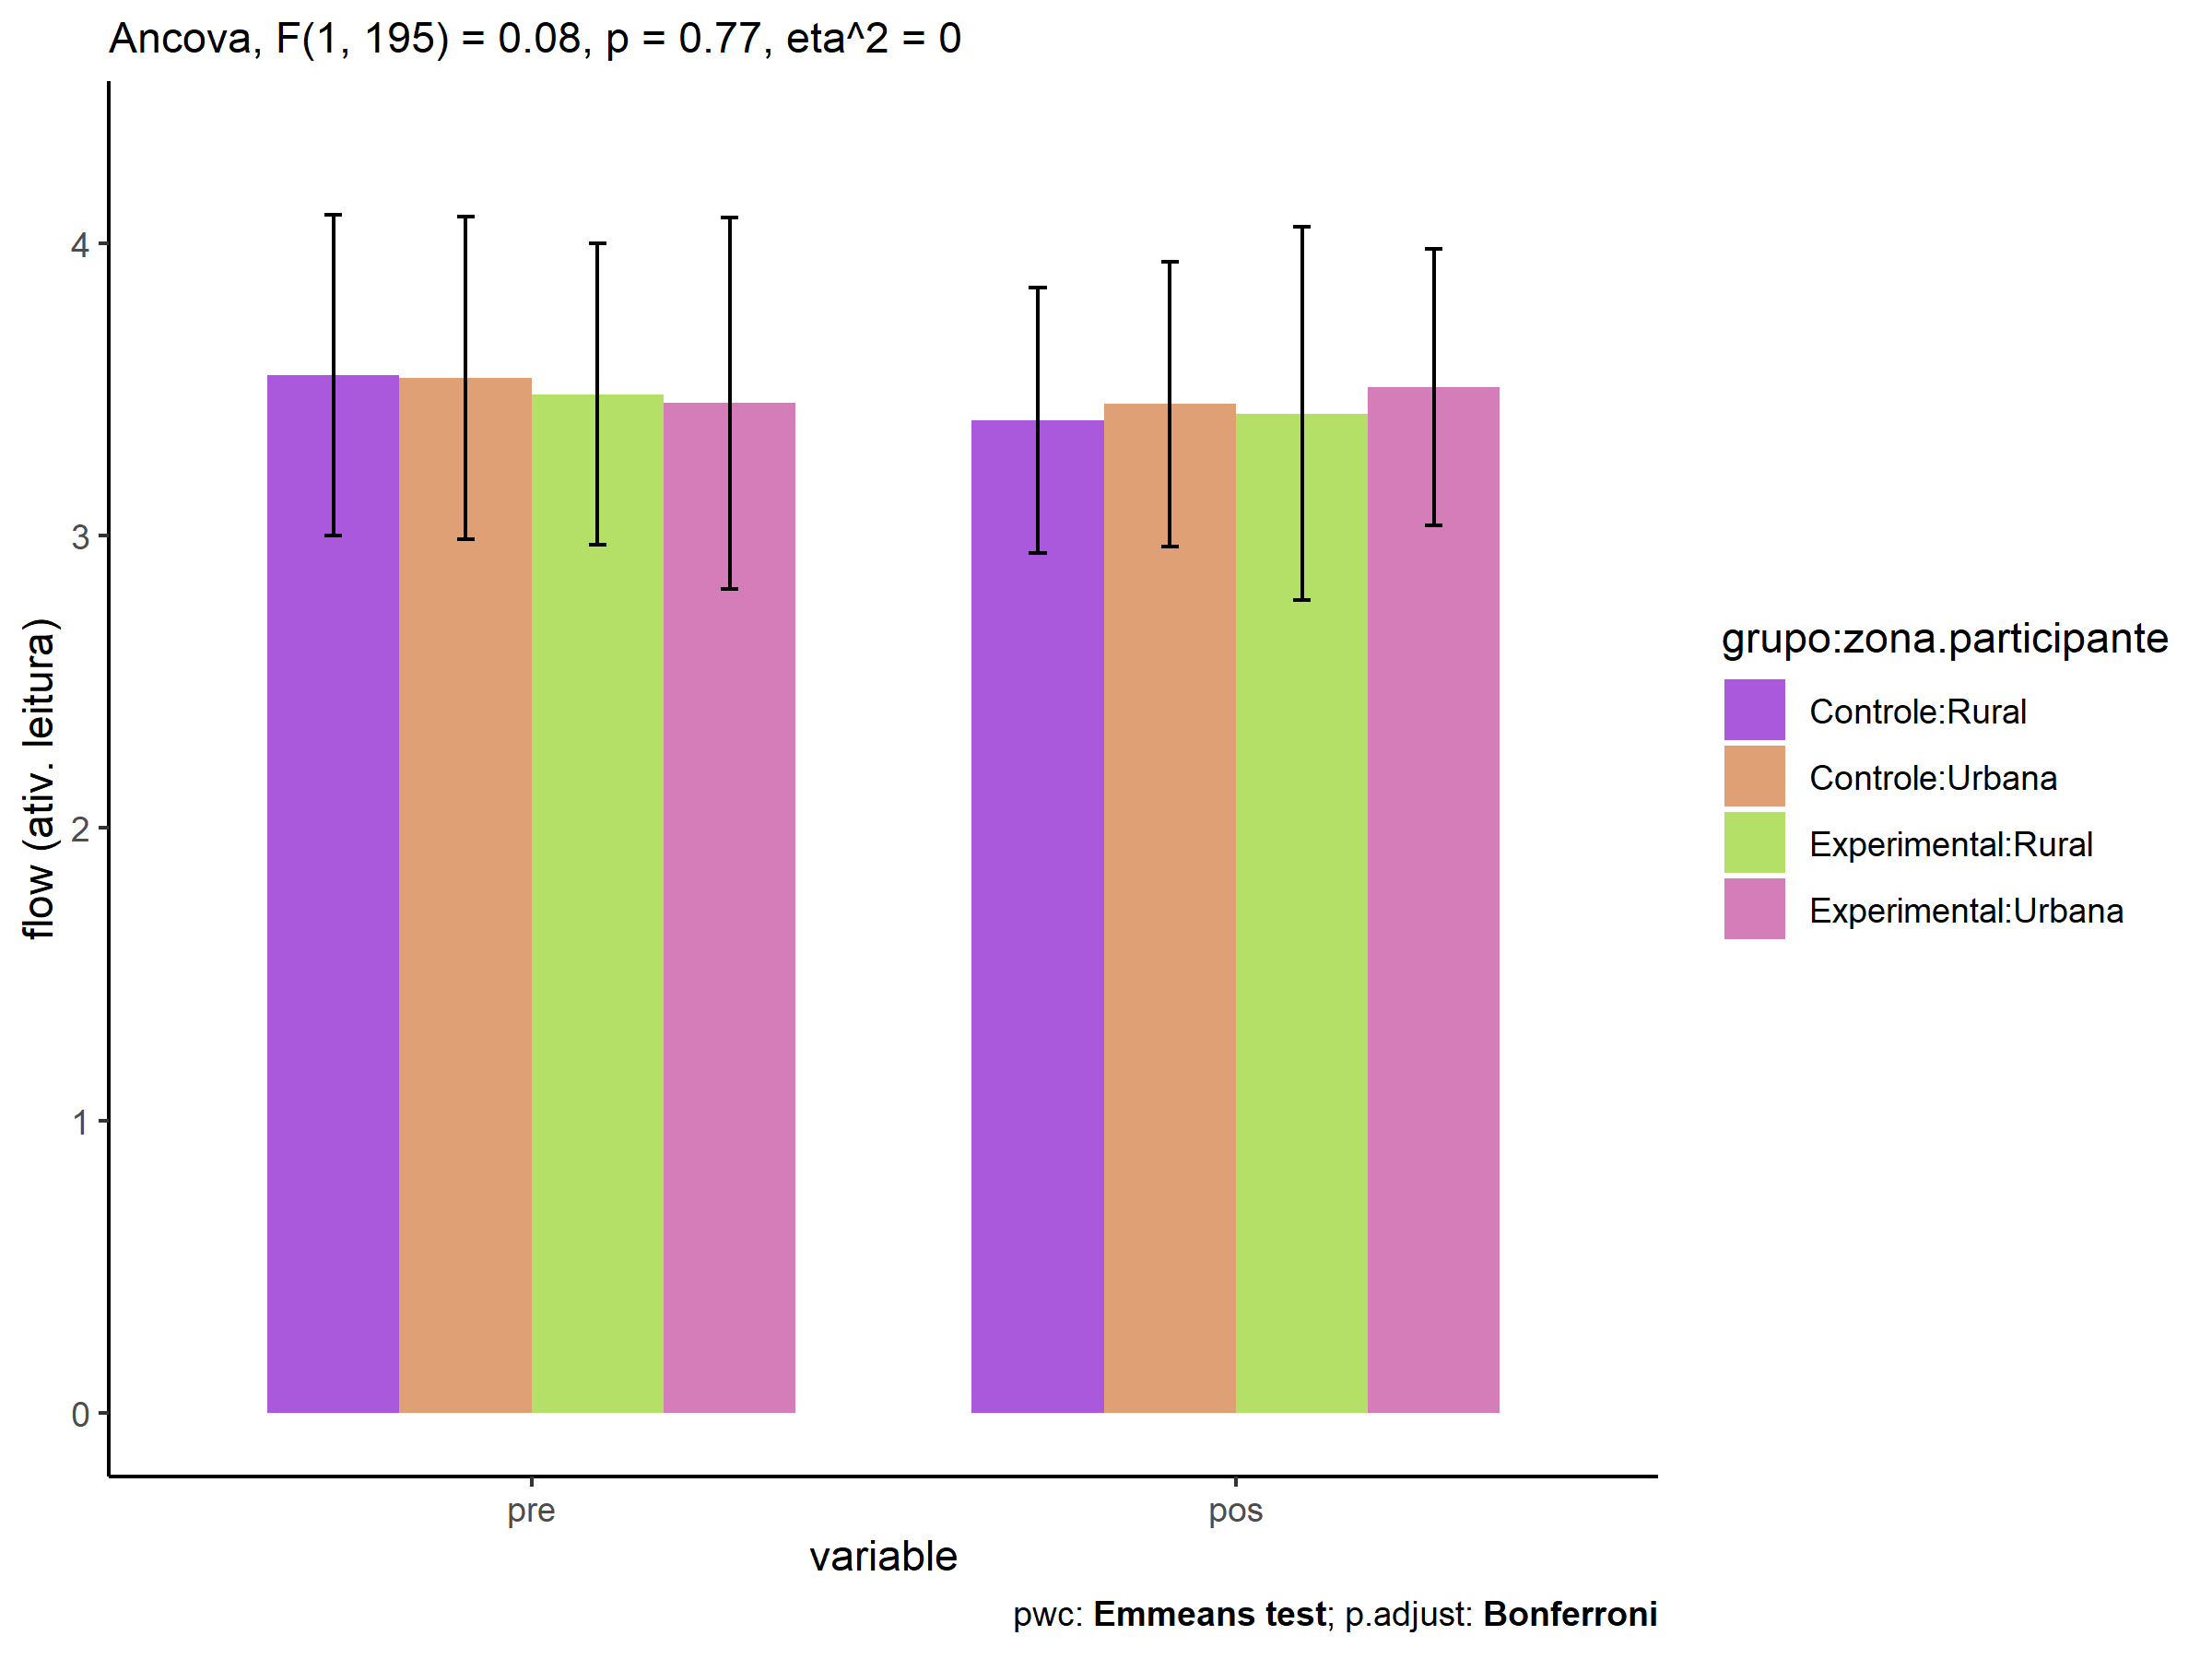 Ancova, F(1, 195) = 0.08, p = 0.77, eta^2 = 0
flow (ativ. leitura)
4
3
2
1
0
pre
pos
variable
grupo:zona.participante
Controle:Rural
Controle:Urbana
Experimental:Rural
Experimental:Urbana
pwc: Emmeans test; p.adjust: Bonferroni